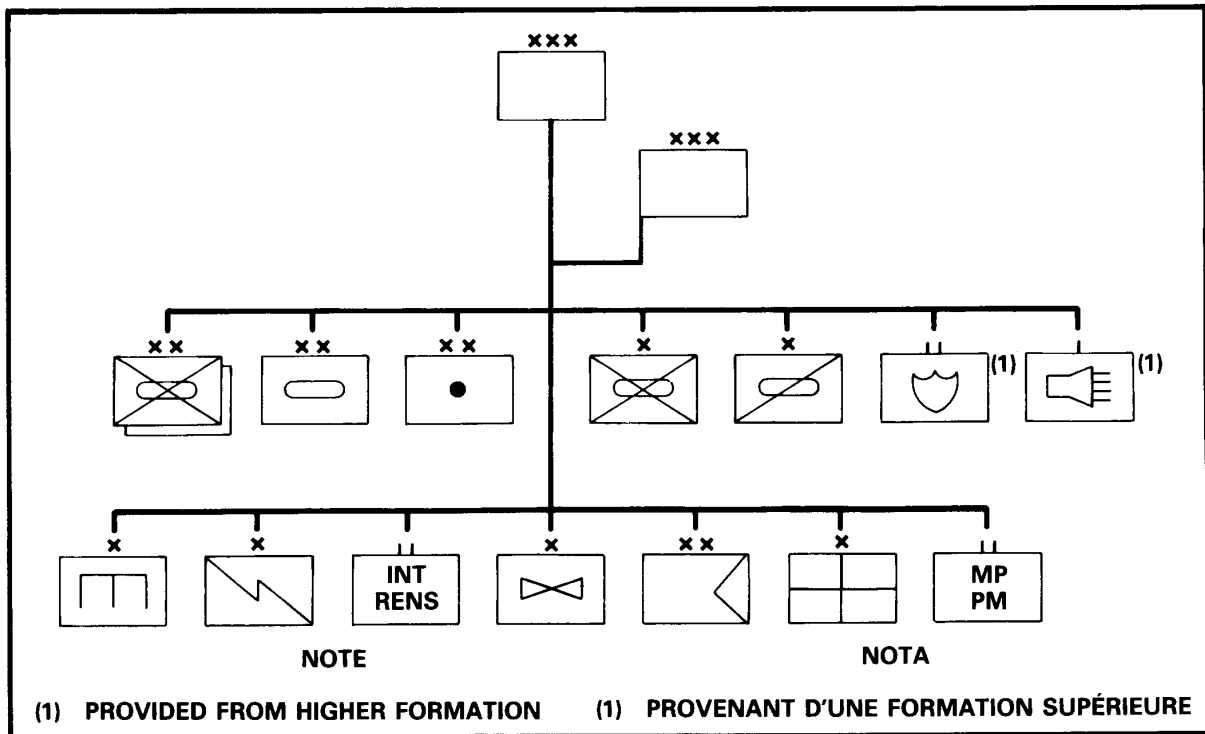 ×××
×××
×× ×× ×× × × (1) (1)
× × × ×× ×
INT
RENS
MP
PM
NOTE
NOTA
(1) PROVIDED FROM HIGHER FORMATION
(1) PROVENANT D'UNE FORMATION SUPÉRIEURE